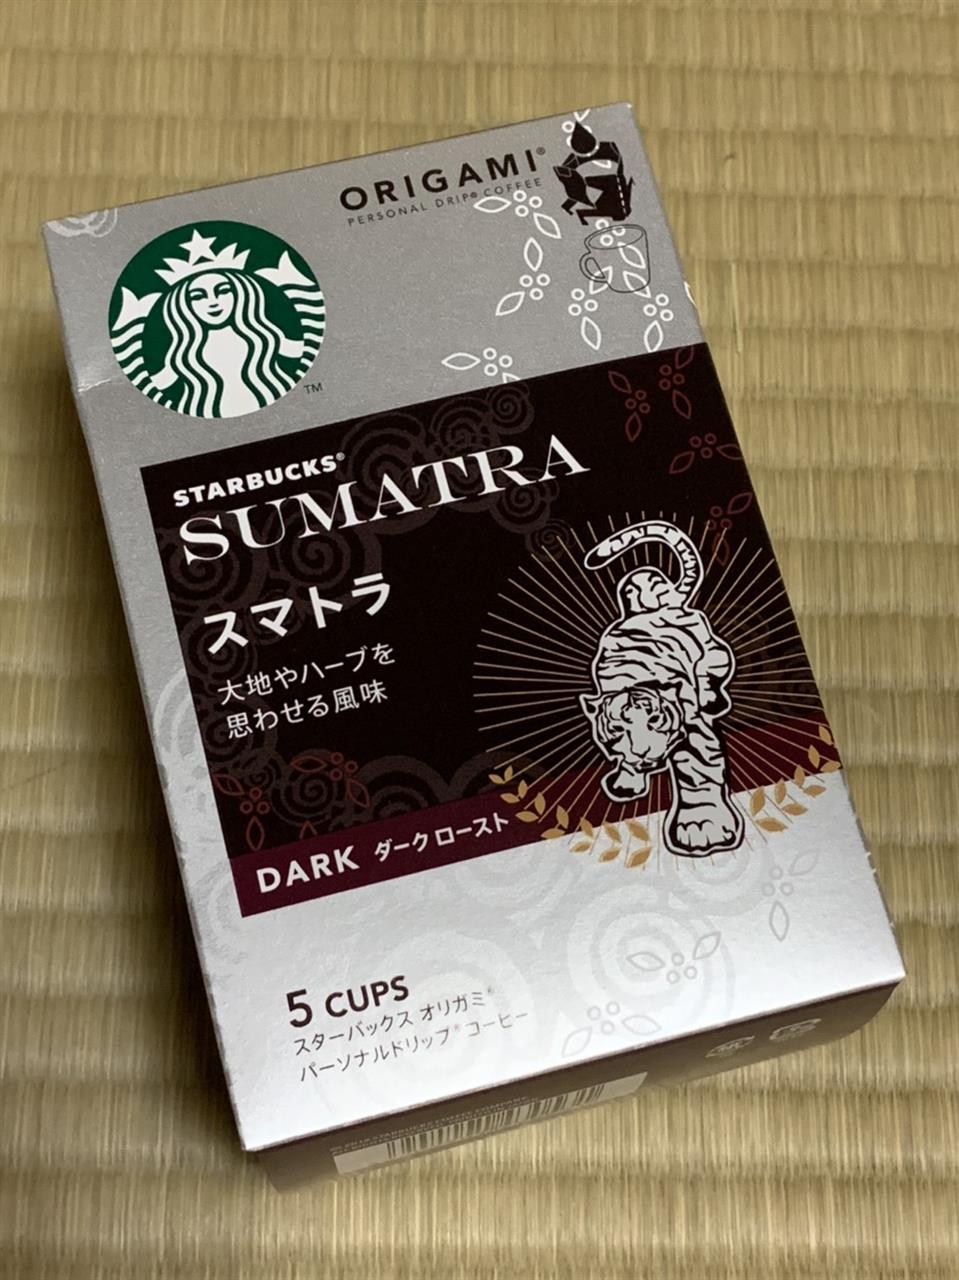 ORIGAMI®
PERSONAL DRIP® COFFEE
TM
STARBUCKS®
SUMATRA
スマトラ
大地やハーブを
思わせる風味
DARK ダークロースト
5 CUPS
スターバックス オリガミ®
パーソナルドリップ® コーヒー